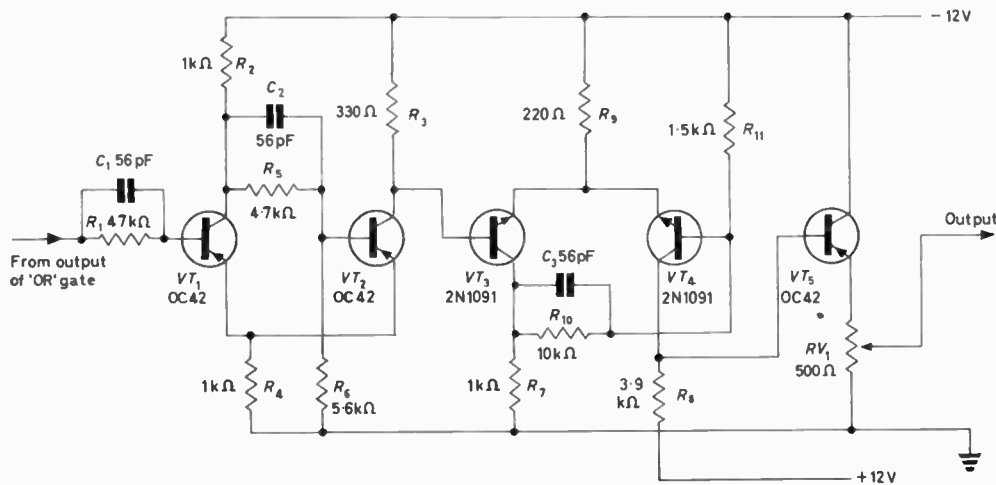 −12V
1kΩ R2
C2
56pF
330Ω R3
220Ω R9
1·5kΩ R11
C1 56pF
R1 47kΩ
R5
4·7kΩ
From output
of 'OR' gate
VT1
OC42
VT2
OC42
VT3
2N1091
C3 56pF
R10
10kΩ
VT4
2N1091
VT5
OC42
Output
RV1
500Ω
1kΩ R4
R6
5.6kΩ
1kΩ R7
3·9
kΩ R8
+12V